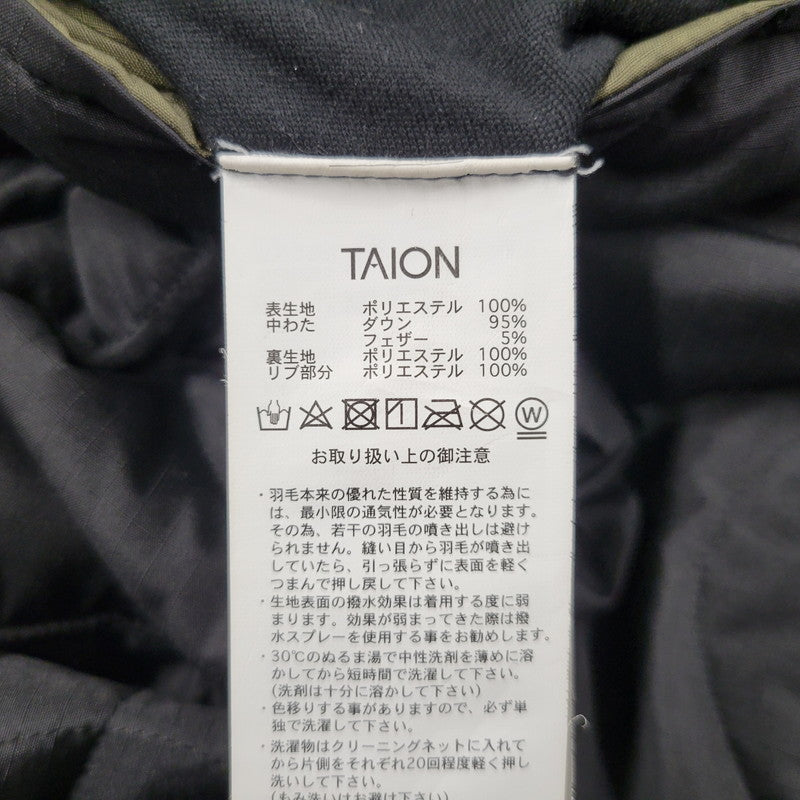 TAION
表生地 ポリエステル 100%
中わた ダウン 95%
フェザー 5%
裏生地 ポリエステル 100%
リブ部分 ポリエステル 100%
W
お取り扱い上の御注意
・羽毛本来の優れた性質を維持する為に
は、最小限の通気性が必要となります。
その為、若干の羽毛の噴き出しは避け
られません。縫い目から羽毛が噴き出
していたら、引っ張らずに表面を軽く
つまんで押し戻して下さい。
・生地表面の撥水効果は着用する度に弱
まります。効果が弱まってきた際は撥
水スプレーを使用する事をお勧めします。
・30℃のぬるま湯で中性洗剤を薄めに溶
かしてから短時間で洗濯して下さい。
(洗剤は十分に溶かして下さい)
・色移りする事がありますので、必ず単
独で洗濯して下さい。
・洗濯物はクリーニングネットに入れて
から片側をそれぞれ20回程度軽く押し
洗いして下さい。
(もみ洗いはお避け下さい)